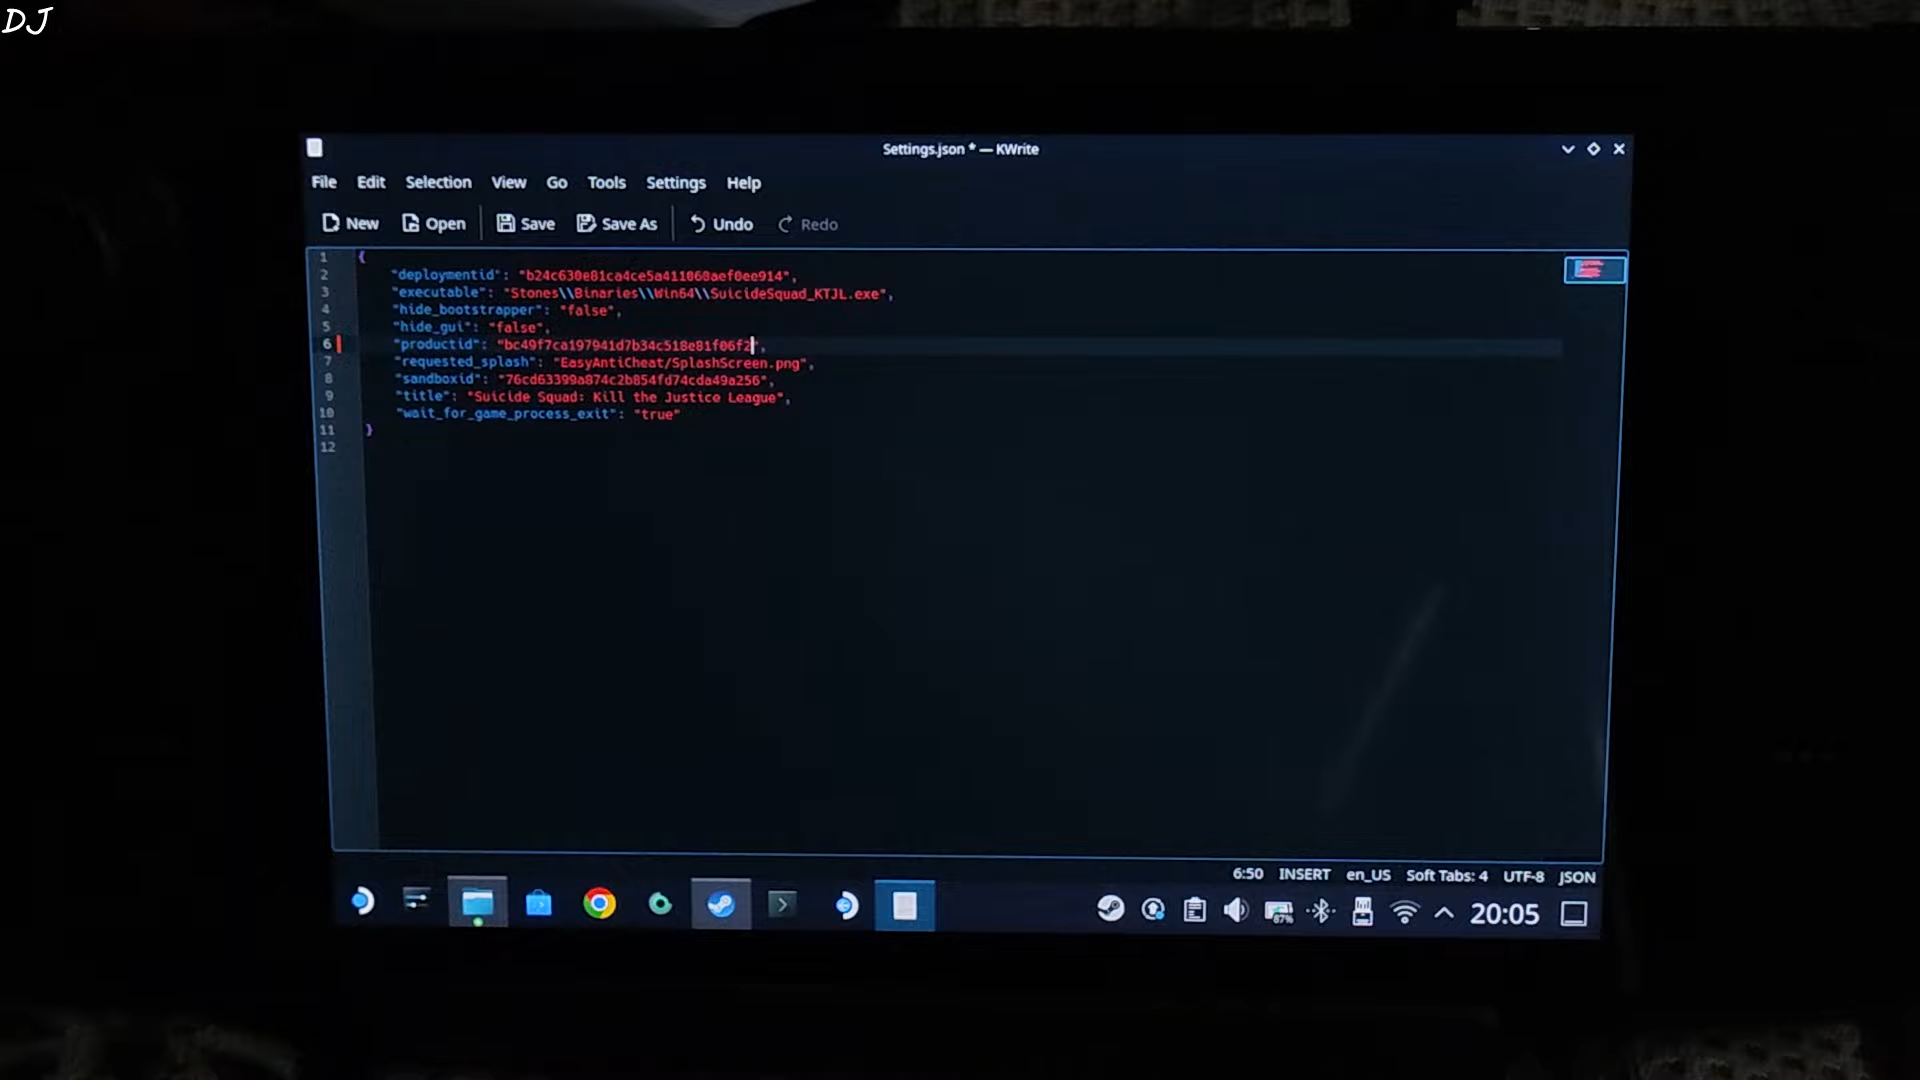 DJ
Settings.json * — KWrite
File Edit Selection View Go Tools Settings Help
New Open Save Save As Undo Redo
1 {
2 "deploymentid": "b24c630e81ca4ce5a411060aef0ee914",
3 "executable": "Stones\\Binaries\\Win64\\SuicideSquad_KTJL.exe",
4 "hide_bootstrapper": "false",
5 "hide_gui": "false",
6 "productid": "bc49f7ca197941d7b34c518e81f06f2",
7 "requested_splash": "EasyAntiCheat/SplashScreen.png",
8 "sandboxid": "76cd63399a874c2b854fd74cda49a256",
9 "title": "Suicide Squad: Kill the Justice League",
10 "wait_for_game_process_exit": "true"
11 }
12
6:50 INSERT en_US Soft Tabs: 4 UTF-8 JSON
87%
20:05